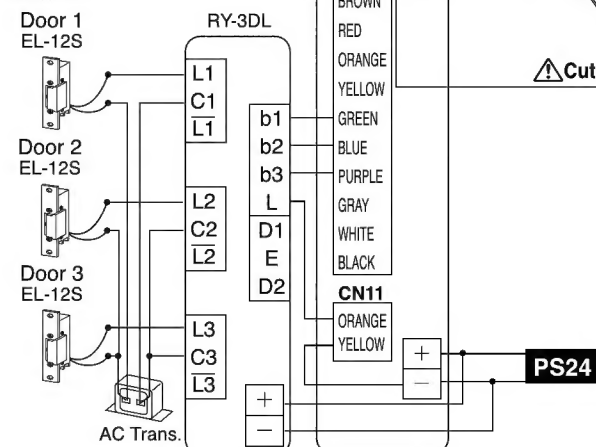 Door 1
EL-12S
Door 2
EL-12S
Door 3
EL-12S
AC Trans.
RY-3DL
L1
C1
L1
L2
C2
L2
L3
C3
L3
b1
b2
b3
L
D1
E
D2
+
−
BROWN
RED
ORANGE
YELLOW
GREEN
BLUE
PURPLE
GRAY
WHITE
BLACK
CN11
ORANGE
YELLOW
+
−
⚠Cut
PS24